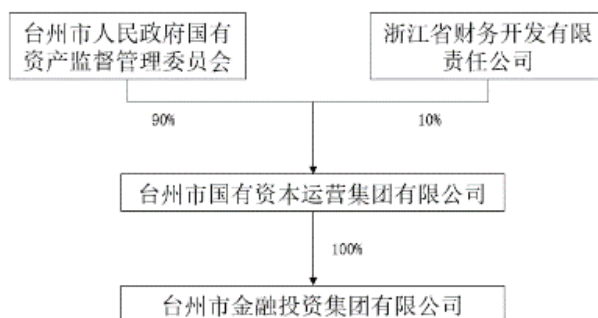 台州市人民政府国有
资产监督管理委员会
浙江省财务开发有限
责任公司
90%
10%
台州市国有资本运营集团有限公司
100%
台州市金融投资集团有限公司